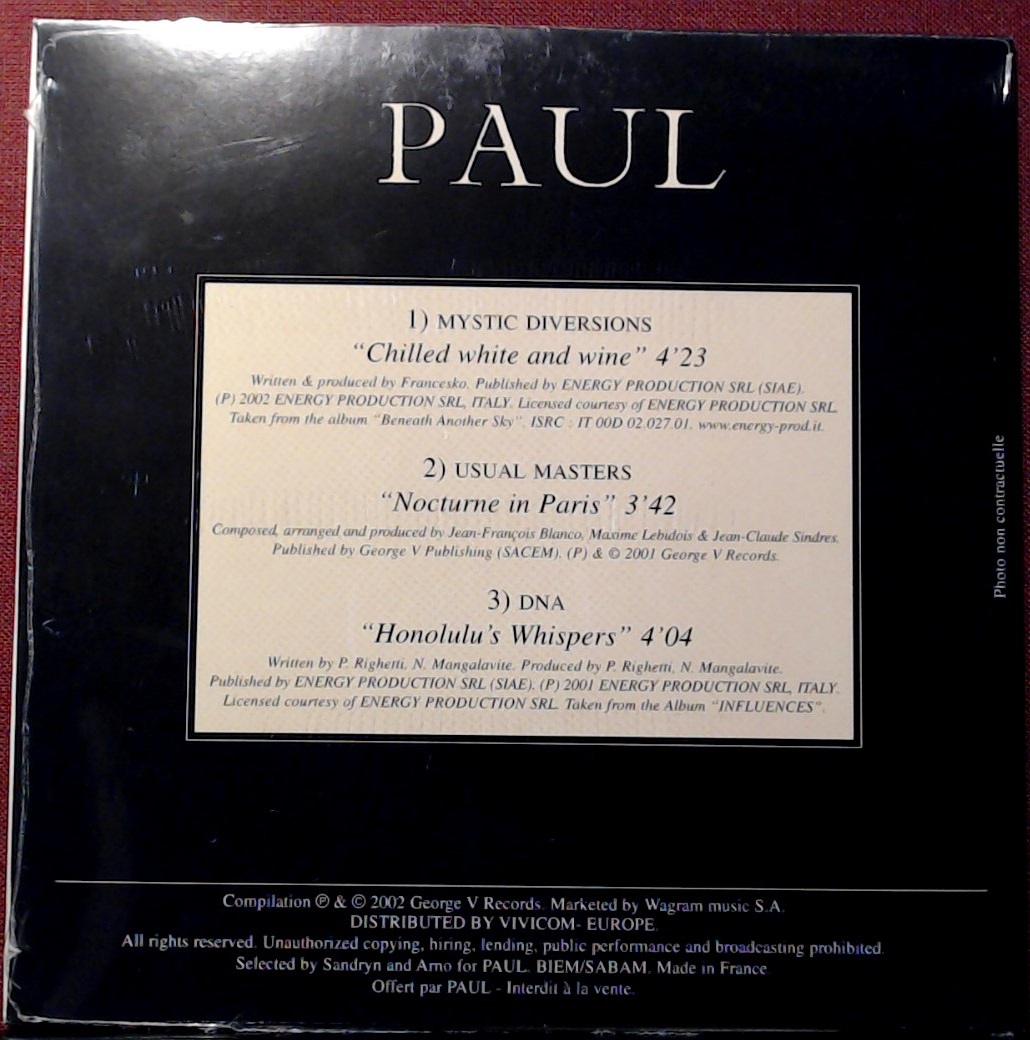 PAUL
1) MYSTIC DIVERSIONS
“Chilled white and wine” 4’23
Written & produced by Francesko. Published by ENERGY PRODUCTION SRL (SIAE).
(P) 2002 ENERGY PRODUCTION SRL, ITALY. Licensed courtesy of ENERGY PRODUCTION SRL.
Taken from the album “Beneath Another Sky”. ISRC : IT 00D 02.027.01. www.energy-prod.it.
2) USUAL MASTERS
“Nocturne in Paris” 3’42
Composed, arranged and produced by Jean-François Blanco, Maxime Lebidois & Jean-Claude Sindres.
Published by George V Publishing (SACEM). (P) & © 2001 George V Records.
3) DNA
“Honolulu’s Whispers” 4’04
Written by P. Righetti, N. Mangalavite. Produced by P. Righetti, N. Mangalavite.
Published by ENERGY PRODUCTION SRL (SIAE). (P) 2001 ENERGY PRODUCTION SRL, ITALY.
Licensed courtesy of ENERGY PRODUCTION SRL. Taken from the Album “INFLUENCES”.
Photo non contractuelle
Compilation ℗ & © 2002 George V Records. Marketed by Wagram music S.A.
DISTRIBUTED BY VIVICOM- EUROPE.
All rights reserved. Unauthorized copying, hiring, lending, public performance and broadcasting prohibited.
Selected by Sandryn and Arno for PAUL. BIEM/SABAM. Made in France
Offert par PAUL - Interdit à la vente.